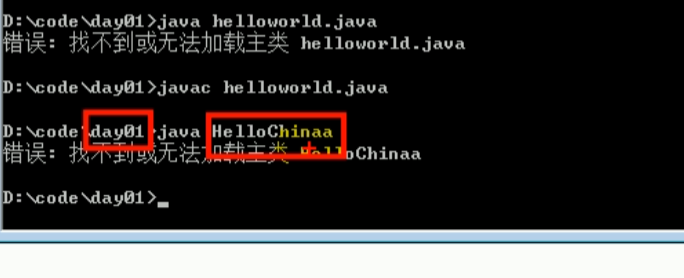 D:\code\day01>java helloworld.java
错误: 找不到或无法加载主类 helloworld.java
D:\code\day01>javac helloworld.java
D:\code\day01>java HelloChinaa
错误: 找不到或无法加载主类 HelloChinaa
D:\code\day01>_